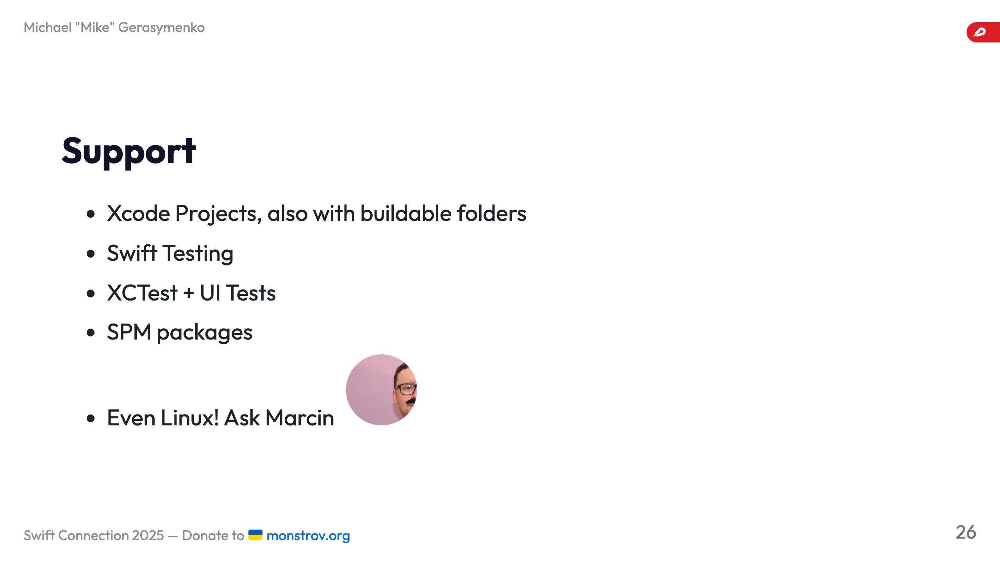 Michael "Mike" Gerasymenko
Support
• Xcode Projects, also with buildable folders
• Swift Testing
• XCTest + UI Tests
• SPM packages
• Even Linux! Ask Marcin
Swift Connection 2025 — Donate to 🇺🇦 monstrov.org
26